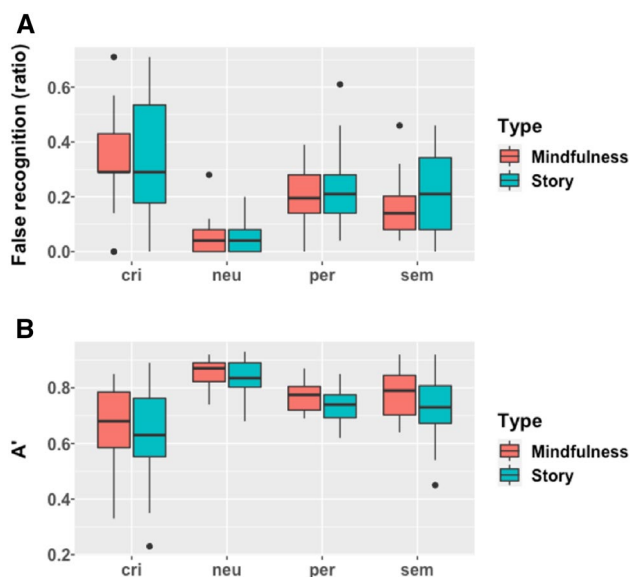 A
False recognition (ratio)
0.6
0.4
0.2
0.0
cri neu per sem
Type
Mindfulness
Story
B
A'
0.8
0.6
0.4
0.2
cri neu per sem
Type
Mindfulness
Story